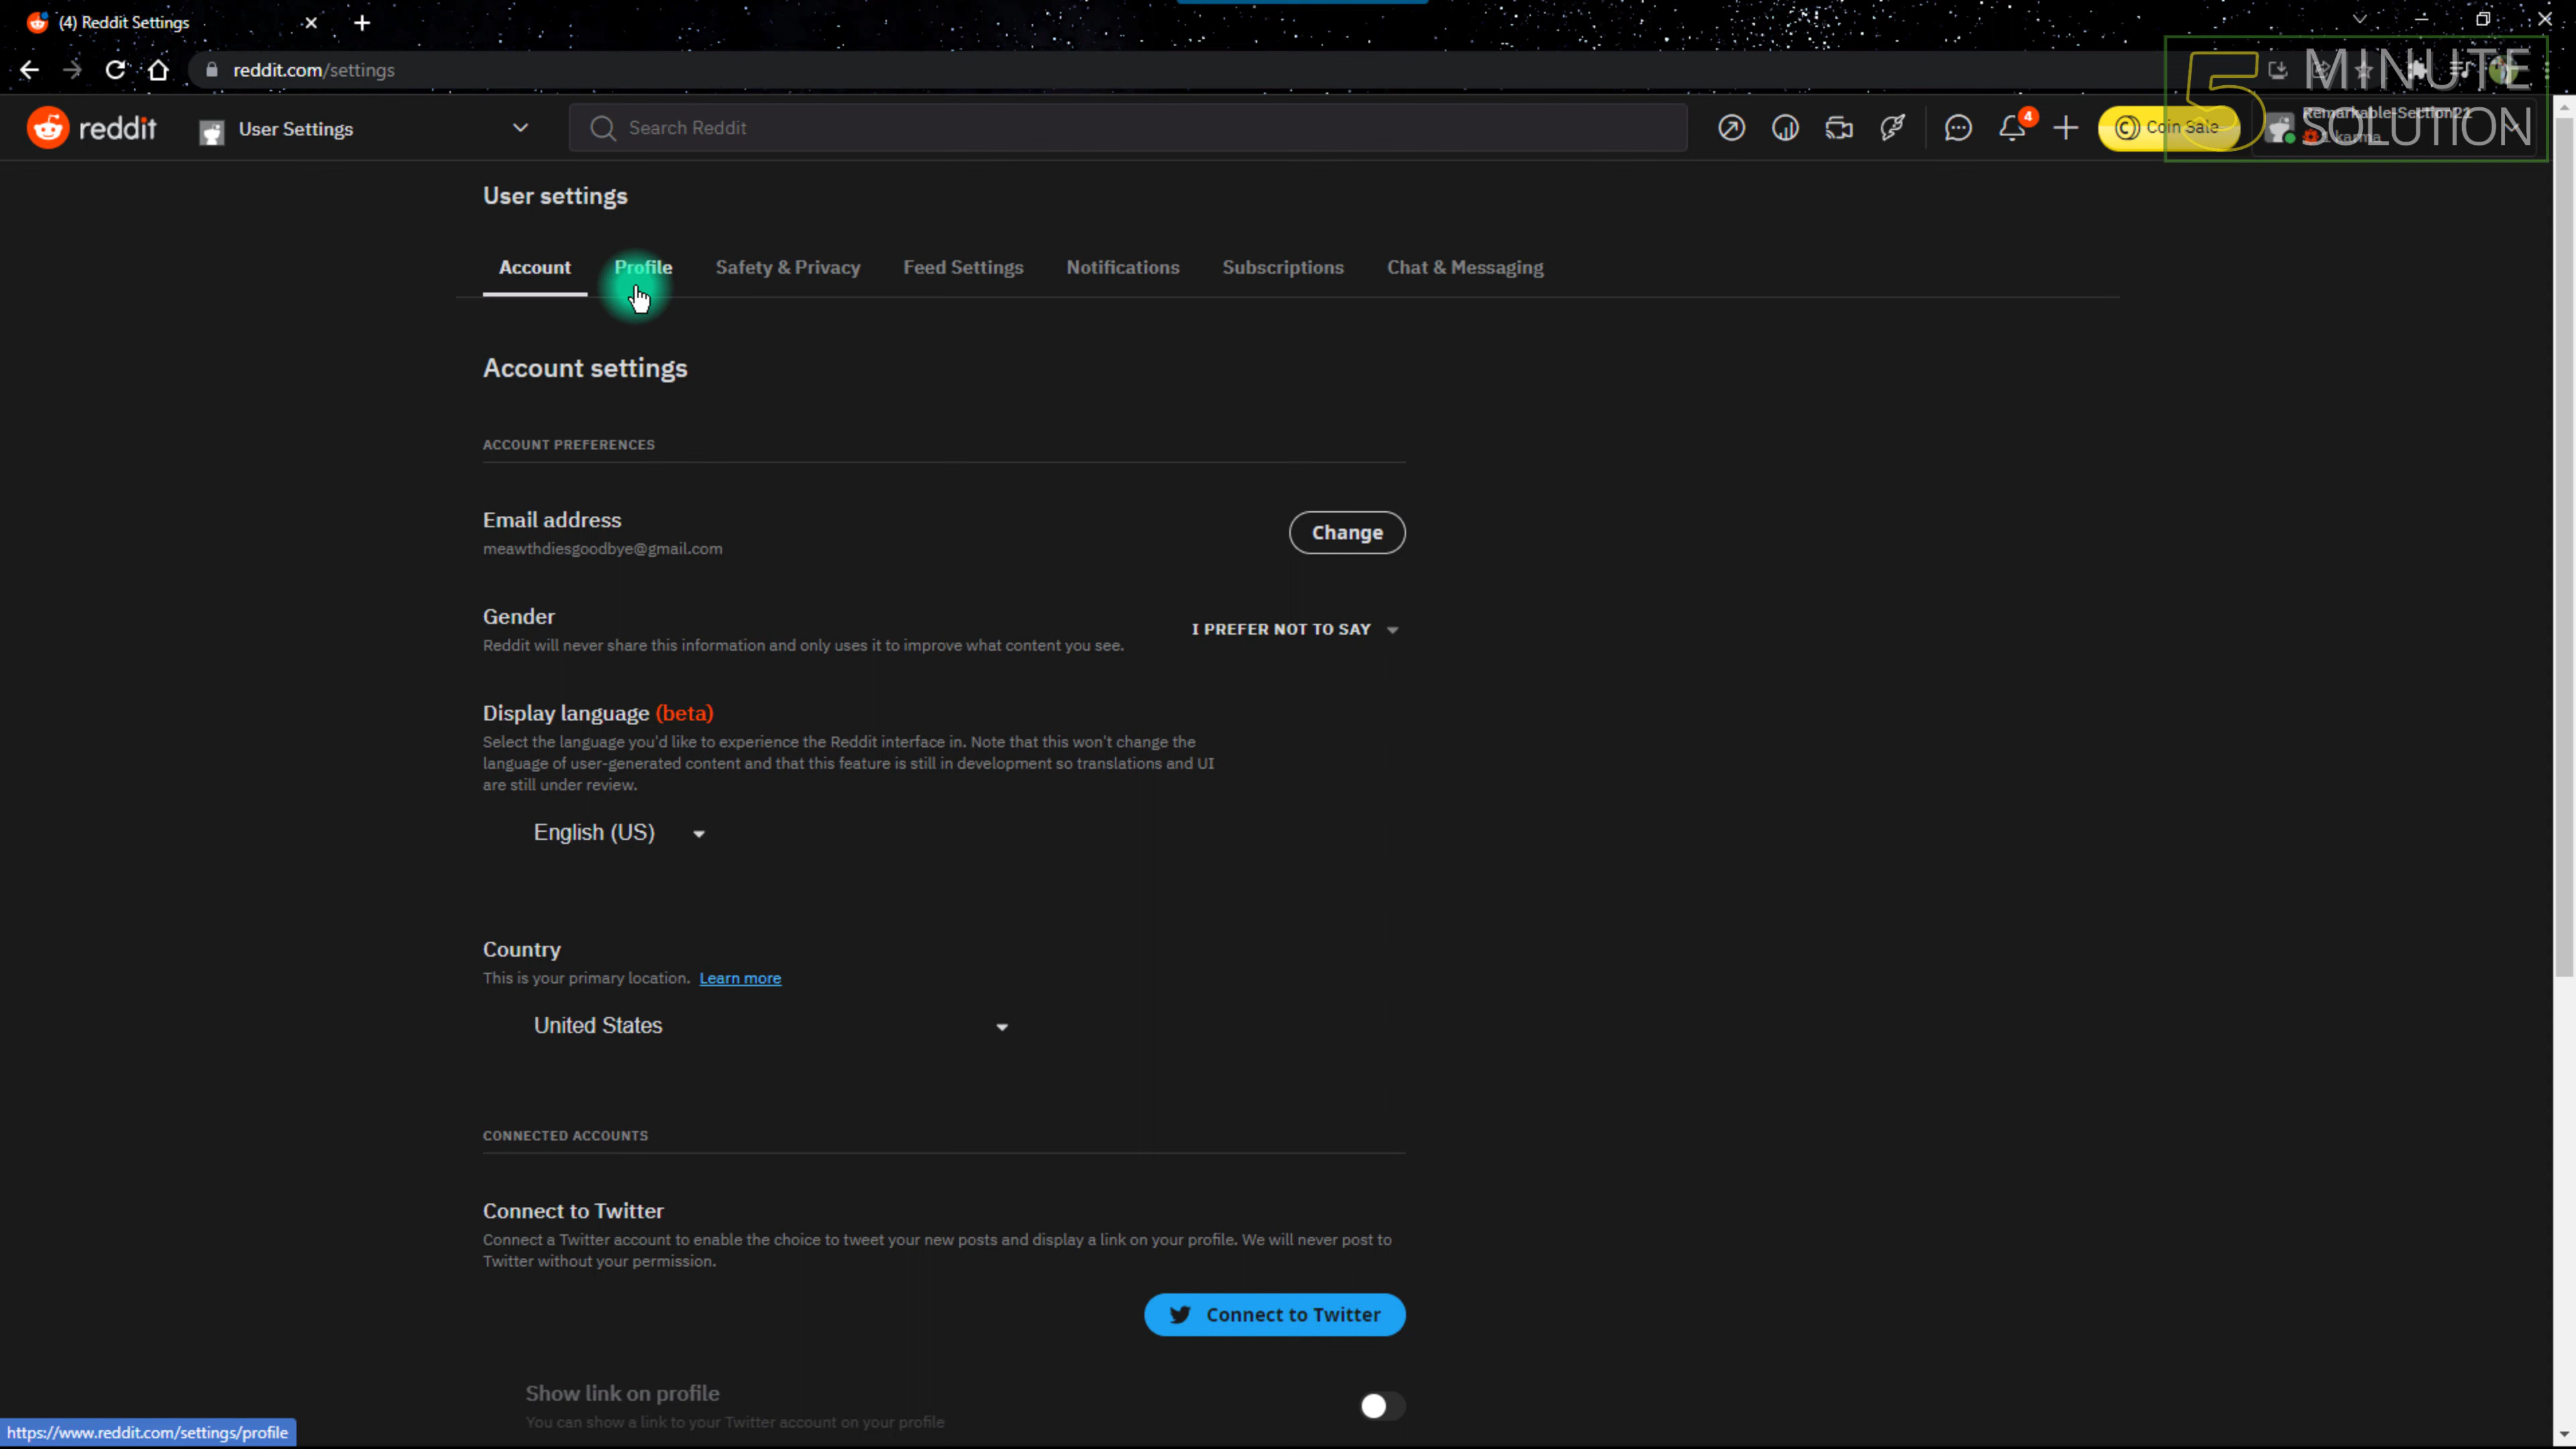 (4) Reddit Settings
reddit.com/settings
5 MINUTE SOLUTION
reddit
User Settings
Search Reddit
4
Coin Sale
Remarkable-Section21
1 karma
User settings
Account Profile Safety & Privacy Feed Settings Notifications Subscriptions Chat & Messaging
Account settings
ACCOUNT PREFERENCES
Email address
meawthdiesgoodbye@gmail.com
Change
Gender
Reddit will never share this information and only uses it to improve what content you see.
I PREFER NOT TO SAY
Display language (beta)
Select the language you'd like to experience the Reddit interface in. Note that this won't change the
language of user-generated content and that this feature is still in development so translations and UI
are still under review.
English (US)
Country
This is your primary location. Learn more
United States
CONNECTED ACCOUNTS
Connect to Twitter
Connect a Twitter account to enable the choice to tweet your new posts and display a link on your profile. We will never post to
Twitter without your permission.
Connect to Twitter
Show link on profile
You can show a link to your Twitter account on your profile
https://www.reddit.com/settings/profile